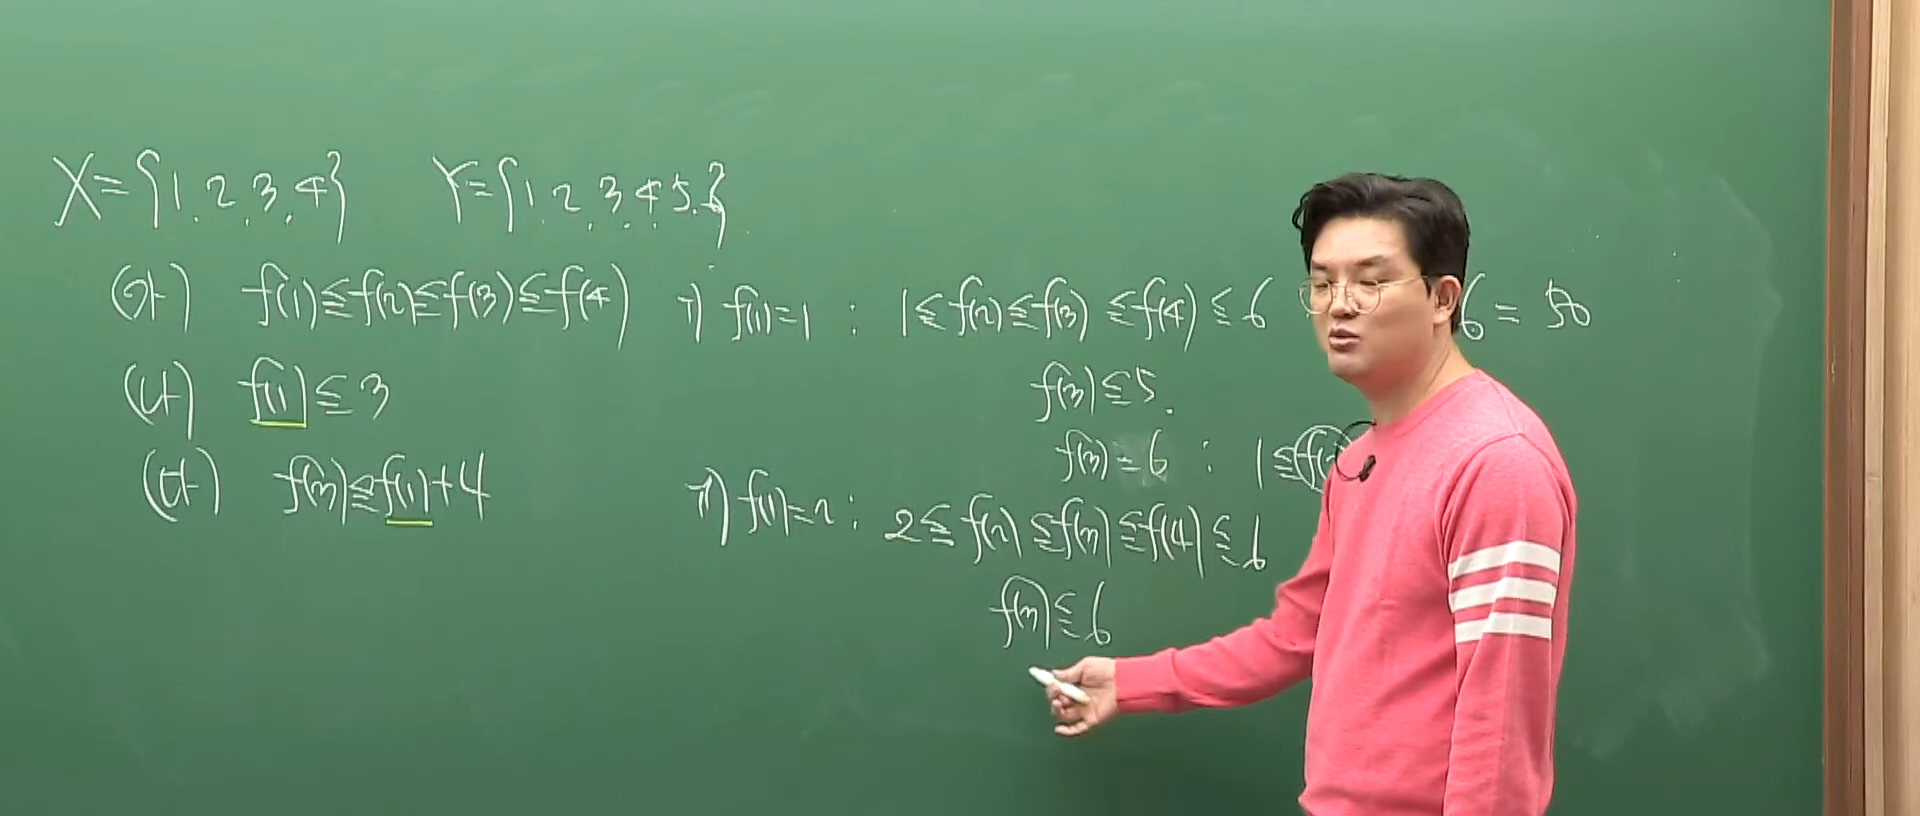 X={1, 2, 3, 4} Y={1, 2, 3, 4, 5, 6}
(가) f(1)≤f(2)≤f(3)≤f(4)
(나) f(1)≤3
(다) f(3)≤f(1)+4
i) f(1)=1 : 1≤f(2)≤f(3)≤f(4)≤6 6=50
f(3)≤5.
f(3)=6 : 1≤f(2)
ii) f(1)=2 : 2≤f(2)≤f(3)≤f(4)≤6
f(3)≤6